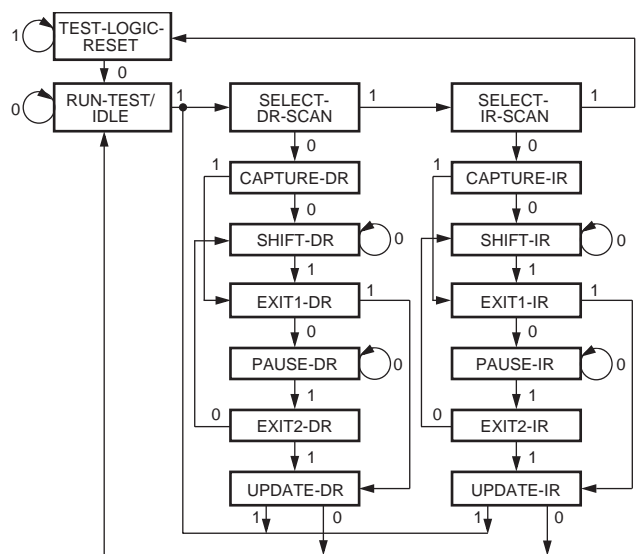 TEST-LOGIC-
RESET
1
0
RUN-TEST/
IDLE
0
1
SELECT-
DR-SCAN
1
SELECT-
IR-SCAN
1
0
0
1
CAPTURE-DR
1
CAPTURE-IR
0
0
SHIFT-DR
0
SHIFT-IR
0
1
1
EXIT1-DR
1
EXIT1-IR
1
0
0
PAUSE-DR
0
PAUSE-IR
0
1
1
0
EXIT2-DR
0
EXIT2-IR
1
1
UPDATE-DR
UPDATE-IR
1
0
1
0